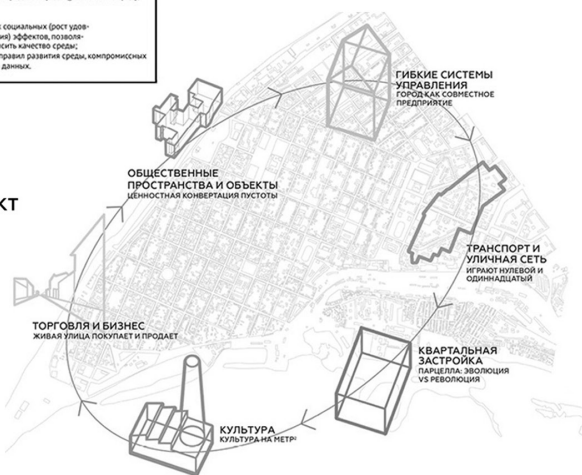 социальных (рост удов-
ия) эффектов, позволя-
сить качество среды;
правил развития среды, компромиссных
данных.
ГИБКИЕ СИСТЕМЫ
УПРАВЛЕНИЯ
ГОРОД КАК СОВМЕСТНОЕ
ПРЕДПРИЯТИЕ
ОБЩЕСТВЕННЫЕ
ПРОСТРАНСТВА И ОБЪЕКТЫ
ЦЕННОСТНАЯ КОНВЕРТАЦИЯ ПУСТОТЫ
КТ
ТРАНСПОРТ И
УЛИЧНАЯ СЕТЬ
ИГРАЮТ НУЛЕВОЙ И
ОДИННАДЦАТЫЙ
ТОРГОВЛЯ И БИЗНЕС
ЖИВАЯ УЛИЦА ПОКУПАЕТ И ПРОДАЕТ
КВАРТАЛЬНАЯ
ЗАСТРОЙКА
ПАРЦЕЛЛА: ЭВОЛЮЦИЯ
VS РЕВОЛЮЦИЯ
КУЛЬТУРА
КУЛЬТУРА НА МЕТР²